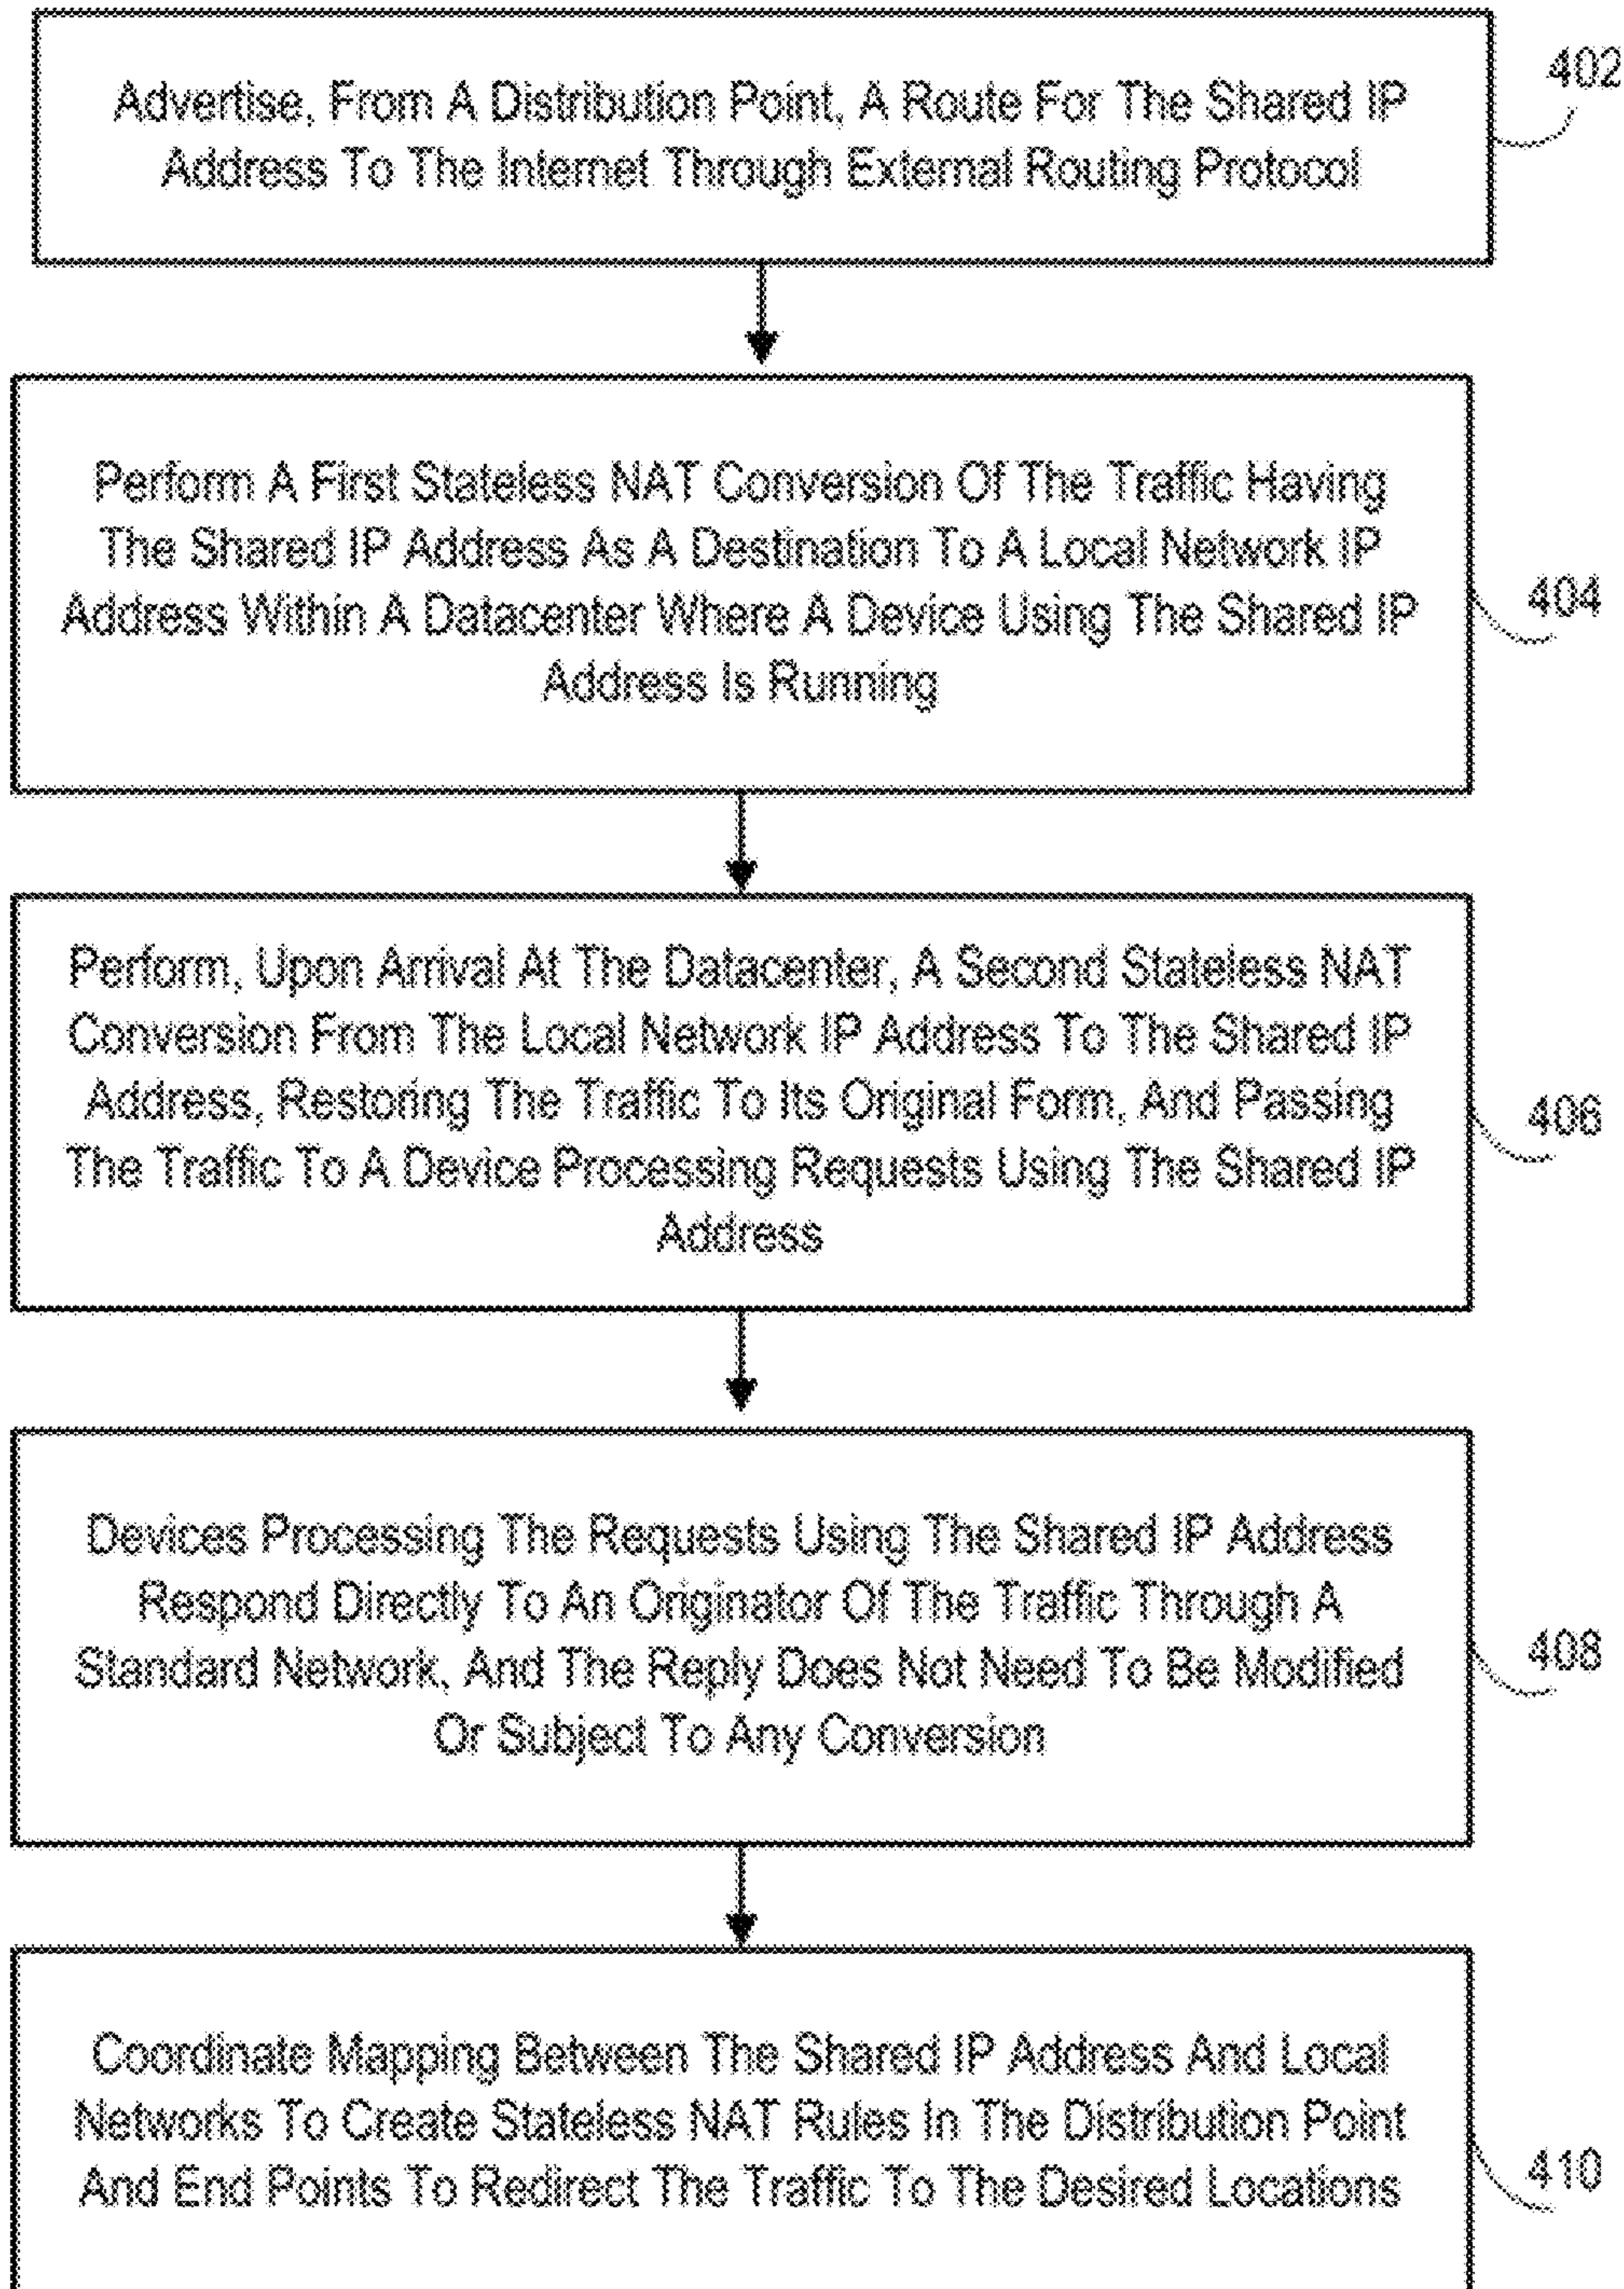 Advertise, From A Distribution Point, A Route For The Shared IP
Address To The Internet Through External Routing Protocol
402
Perform A First Stateless NAT Conversion Of The Traffic Having
The Shared IP Address As A Destination To A Local Network IP
Address Within A Datacenter Where A Device Using The Shared IP
Address Is Running
404
Perform, Upon Arrival At The Datacenter, A Second Stateless NAT
Conversion From The Local Network IP Address To The Shared IP
Address, Restoring The Traffic To Its Original Form, And Passing
The Traffic To A Device Processing Requests Using The Shared IP
Address
406
Devices Processing The Requests Using The Shared IP Address
Respond Directly To An Originator Of The Traffic Through A
Standard Network, And The Reply Does Not Need To Be Modified
Or Subject To Any Conversion
408
Coordinate Mapping Between The Shared IP Address And Local
Networks To Create Stateless NAT Rules In The Distribution Point
And End Points To Redirect The Traffic To The Desired Locations
410